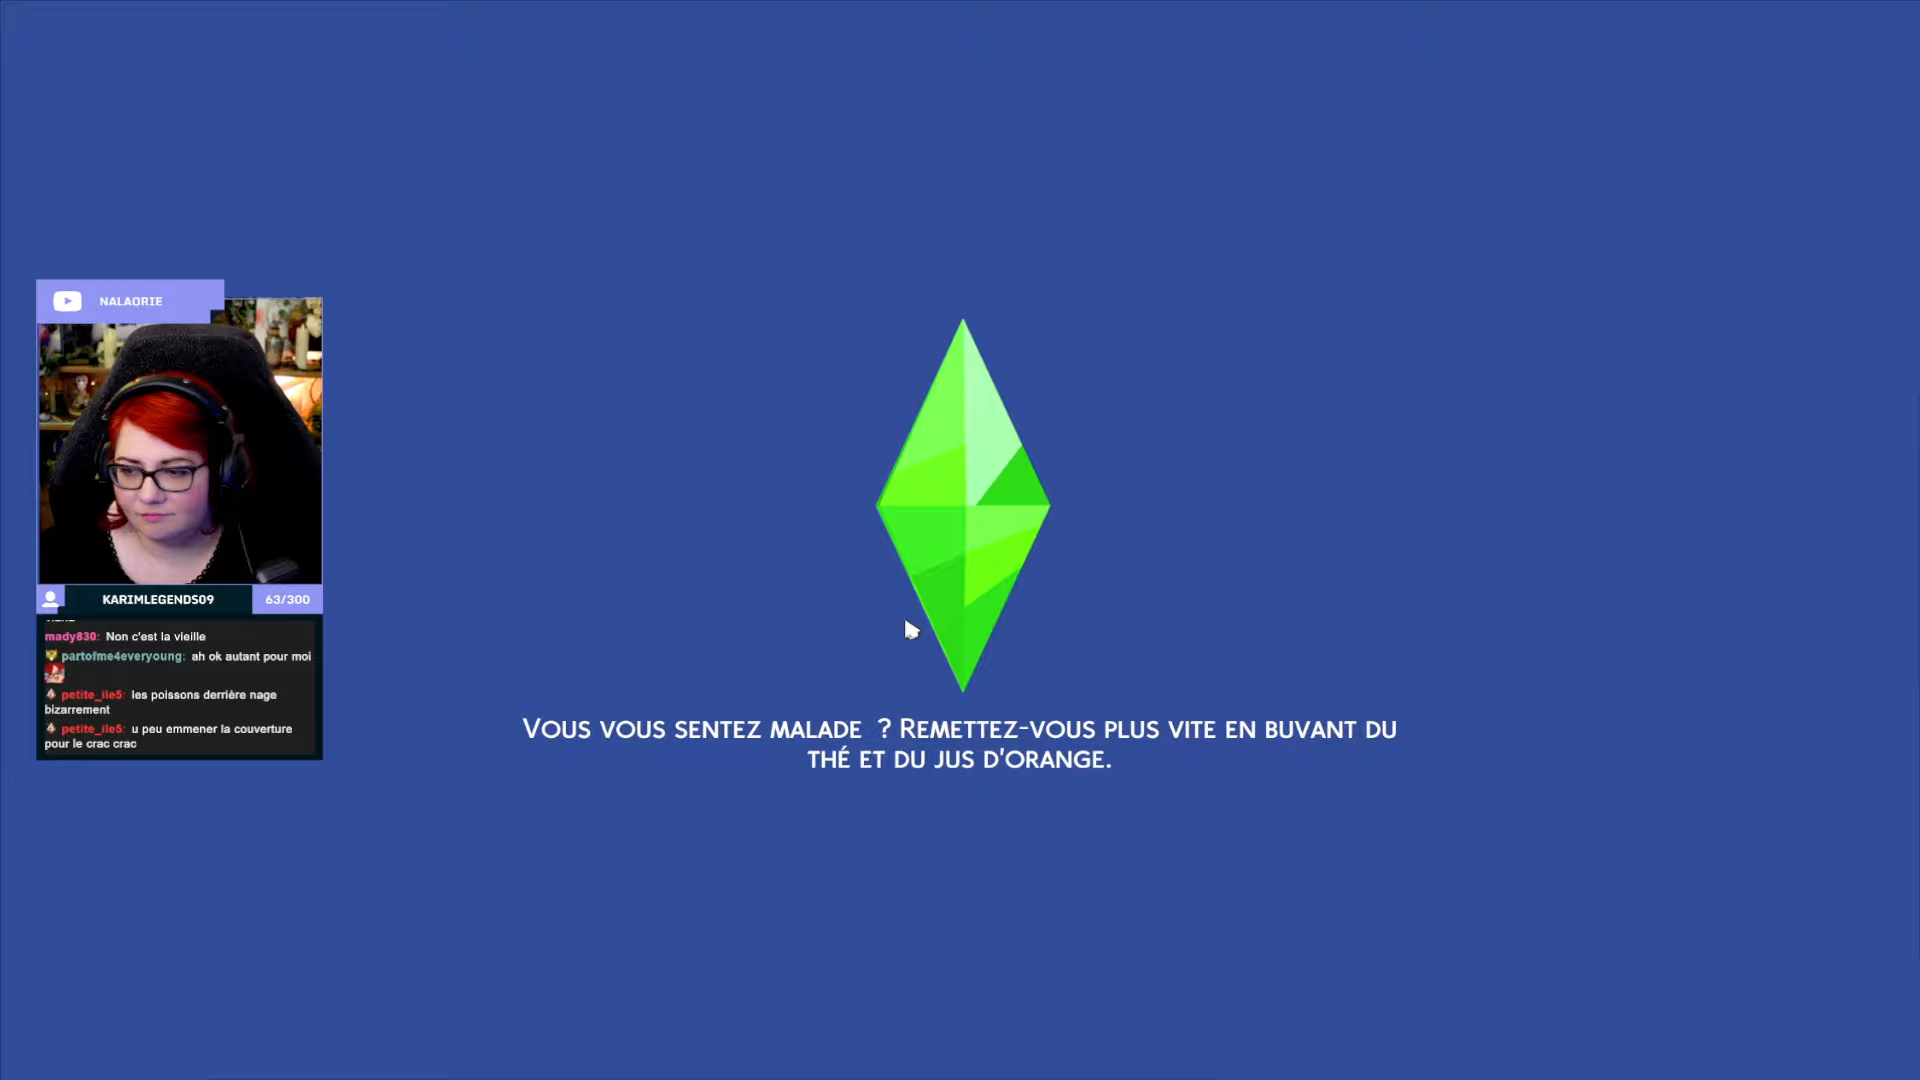 NALAORIE
KARIMLEGENDS09
63/300
mady830: Non c'est la vieille
partofme4everyoung: ah ok autant pour moi
petite_ile5: les poissons derrière nage
bizarrement
petite_ile5: u peu emmener la couverture
pour le crac crac
VOUS VOUS SENTEZ MALADE ? REMETTEZ-VOUS PLUS VITE EN BUVANT DU
THÉ ET DU JUS D'ORANGE.